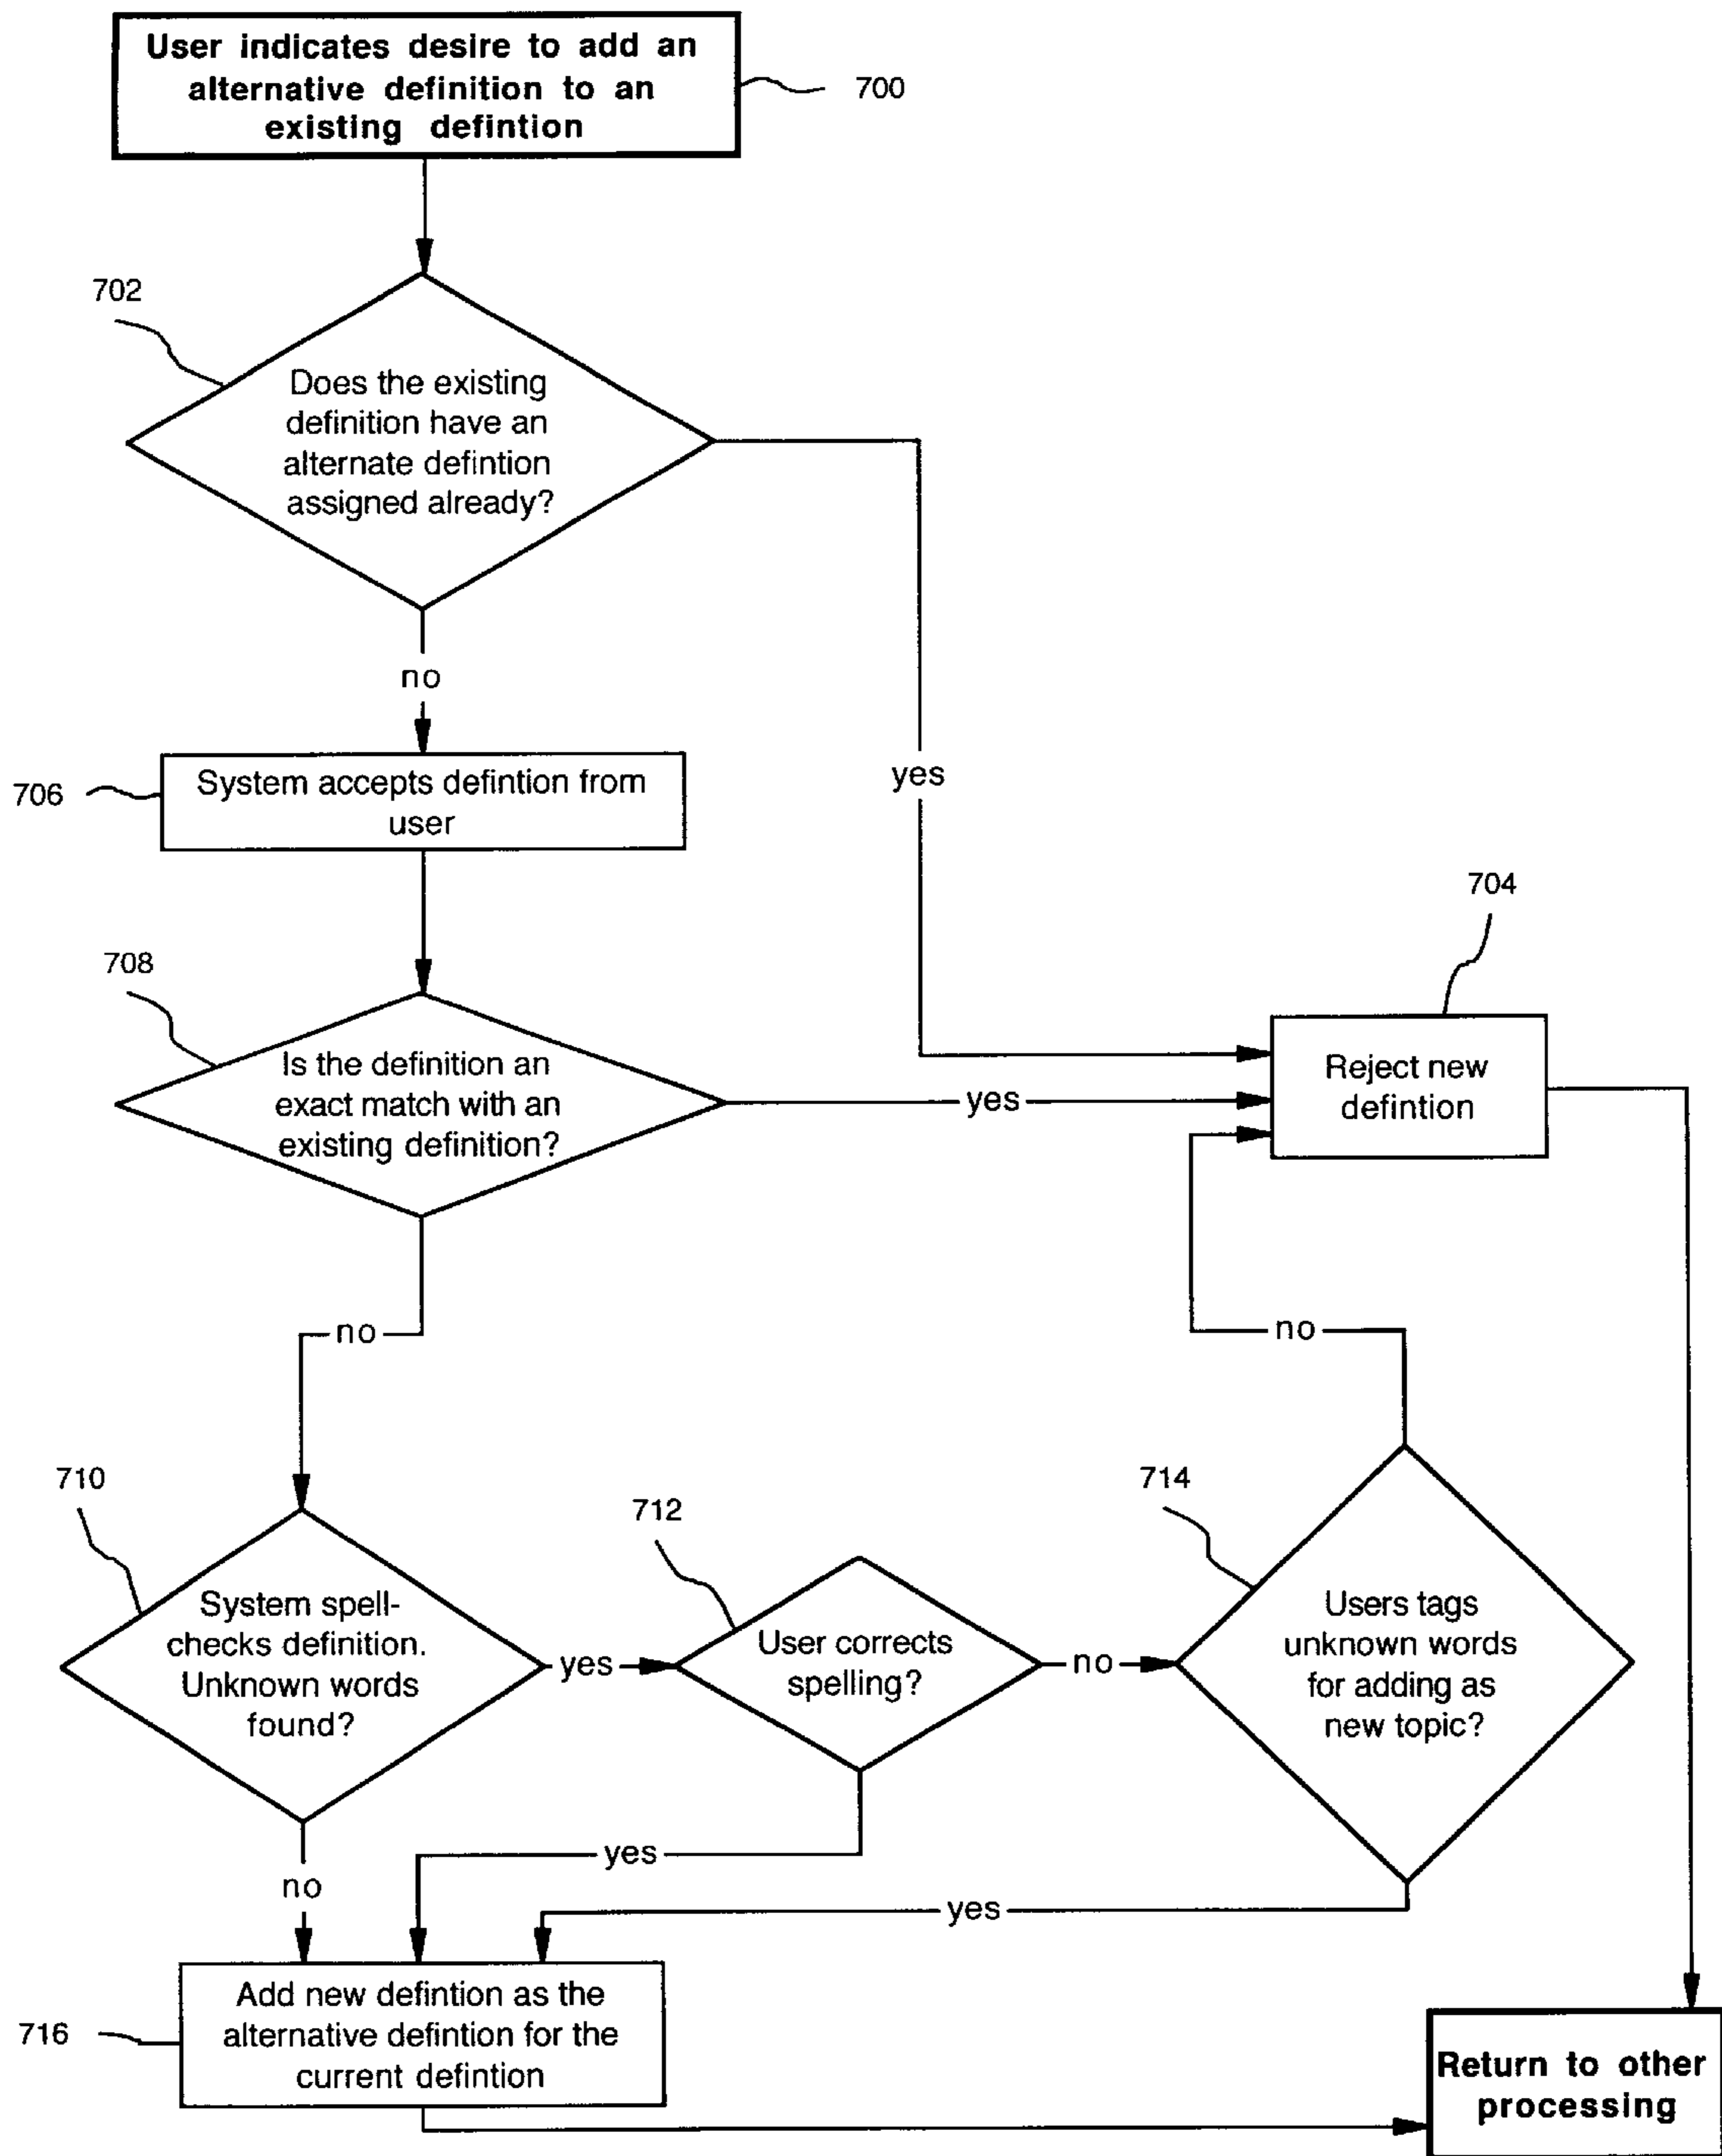 User indicates desire to add an
alternative definition to an
existing defintion
700
702
Does the existing
definition have an
alternate defintion
assigned already?
no
yes
706
System accepts defintion from
user
704
Reject new
defintion
708
Is the definition an
exact match with an
existing definition?
yes
no
no
710
System spell-
checks definition.
Unknown words
found?
yes
712
User corrects
spelling?
no
714
Users tags
unknown words
for adding as
new topic?
no
yes
yes
716
Add new defintion as the
alternative defintion for the
current defintion
Return to other
processing